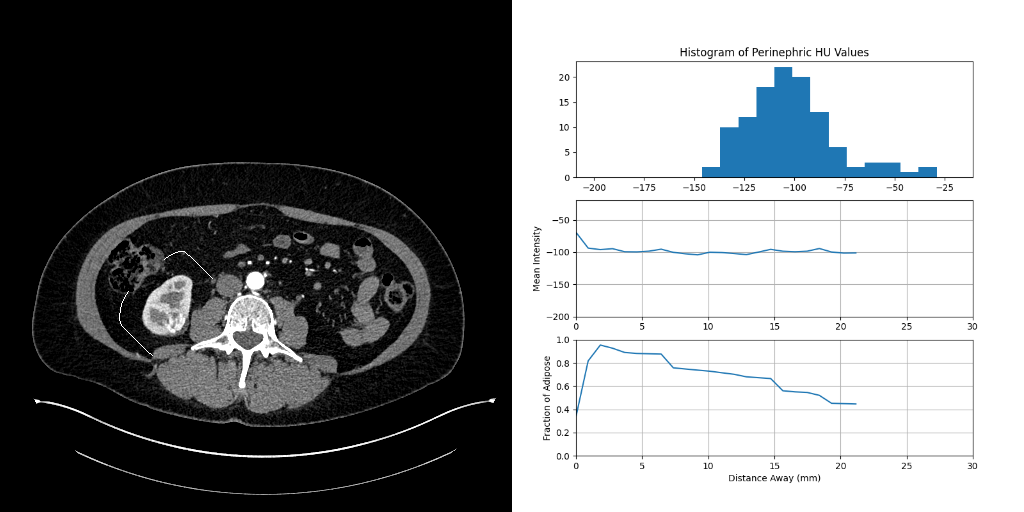 Histogram of Perinephric HU Values
20
15
10
5
0
−200 −175 −150 −125 −100 −75 −50 −25
Mean Intensity
−50
−100
−150
−200
0 5 10 15 20 25 30
Fraction of Adipose
1.0
0.8
0.6
0.4
0.2
0.0
0 5 10 15 20 25 30
Distance Away (mm)